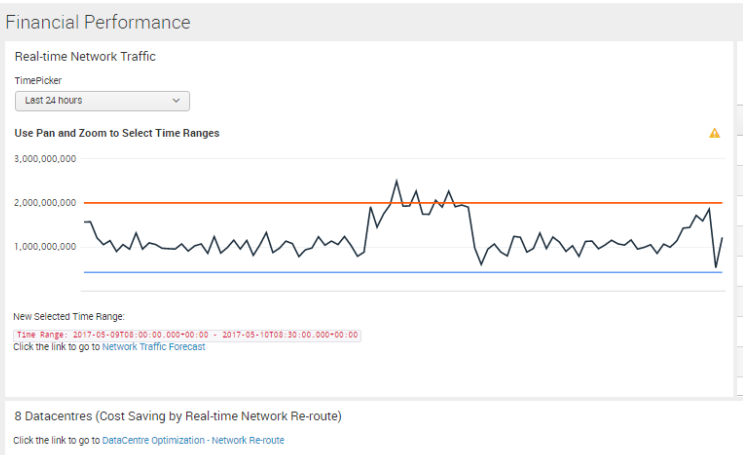 Financial Performance
Real-time Network Traffic
TimePicker
Last 24 hours
Use Pan and Zoom to Select Time Ranges
3,000,000,000
2,000,000,000
1,000,000,000
New Selected Time Range:
Time Range: 2017-05-09T08:00:00.000+00:00 - 2017-05-10T08:30:00.000+00:00
Click the link to go to Network Traffic Forecast
8 Datacentres (Cost Saving by Real-time Network Re-route)
Click the link to go to DataCentre Optimization - Network Re-route